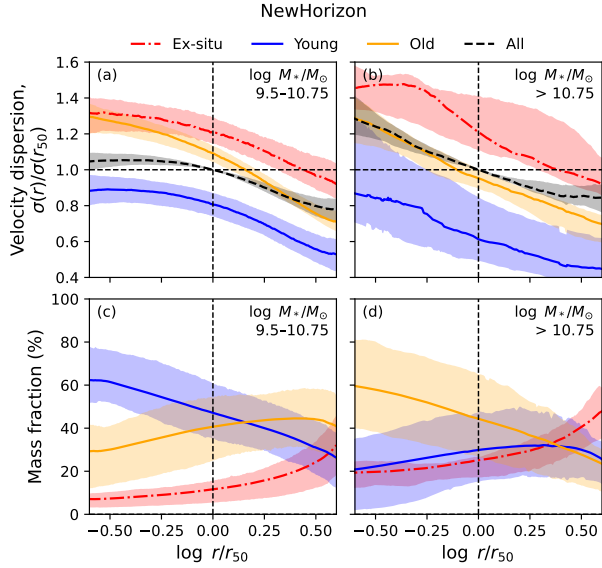 NewHorizon
Ex-situ Young Old All
(a) log M*/M⊙ 9.5–10.75
(b) log M*/M⊙ > 10.75
Velocity dispersion, σ(r)/σ(r50)
1.6
1.4
1.2
1.0
0.8
0.6
0.4
(c) log M*/M⊙ 9.5–10.75
(d) log M*/M⊙ > 10.75
Mass fraction (%)
100
80
60
40
20
0
−0.50 −0.25 0.00 0.25 0.50
−0.50 −0.25 0.00 0.25 0.50
log r/r50
log r/r50